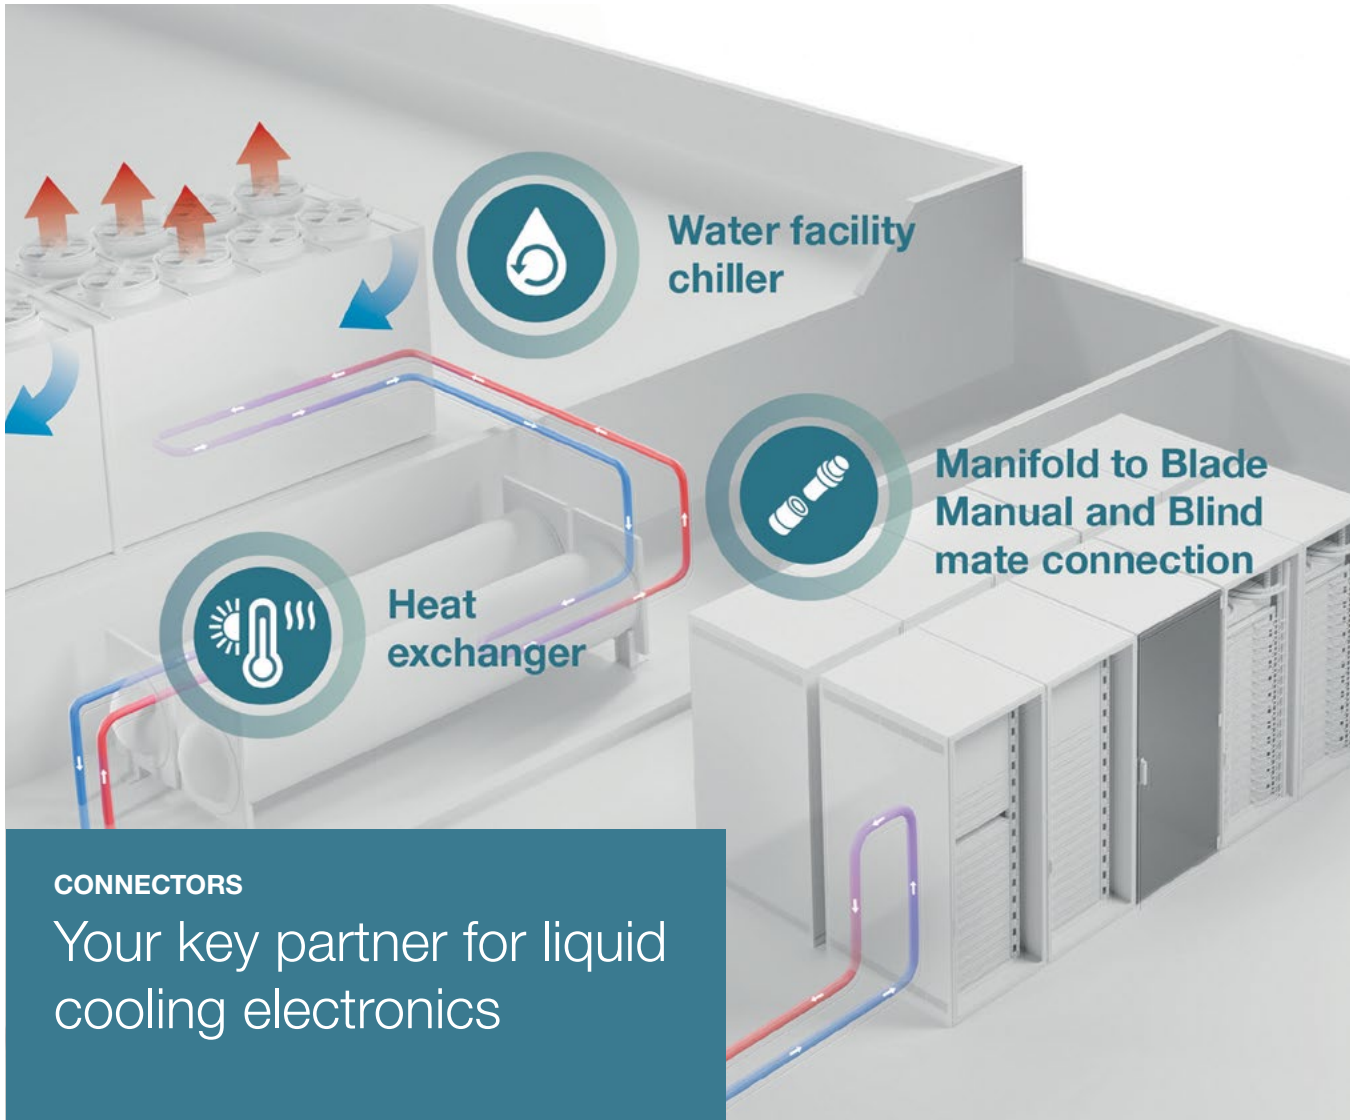 Water facility
chiller
Manifold to Blade
Manual and Blind
mate connection
Heat
exchanger
CONNECTORS
Your key partner for liquid
cooling electronics